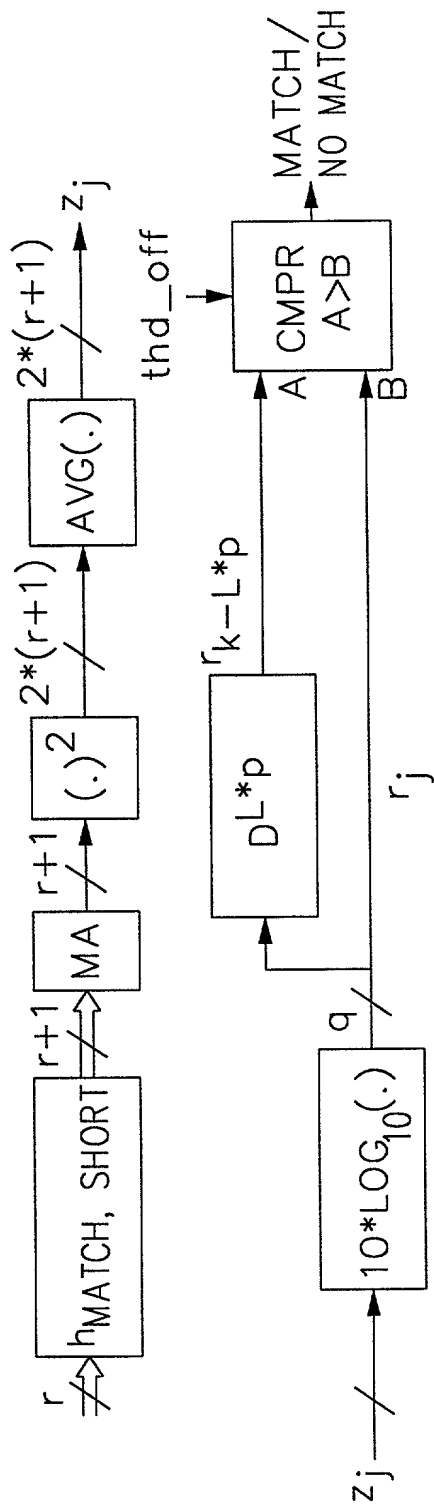 r
h_MATCH, SHORT
r+1
MA
r+1
(.)^2
2*(r+1)
AVG(.)
2*(r+1)
z_j
z_j
10*LOG_10(.)
q
D^L*p
r_k-L*p
r_j
thd_off
A
B
CMPR
A>B
MATCH/
NO MATCH